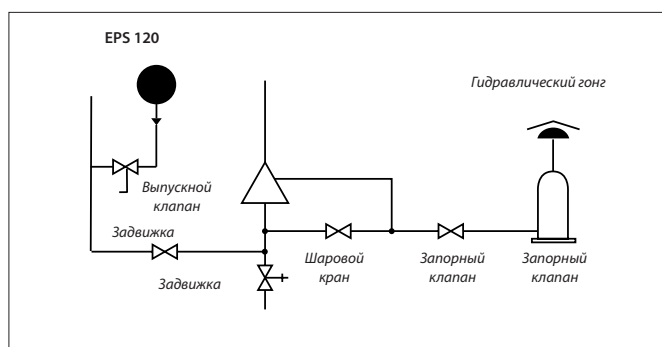 EPS 120
Гидравлический гонг
Выпускной
клапан
Задвижка
Задвижка
Шаровой
кран
Запорный
клапан
Запорный
клапан